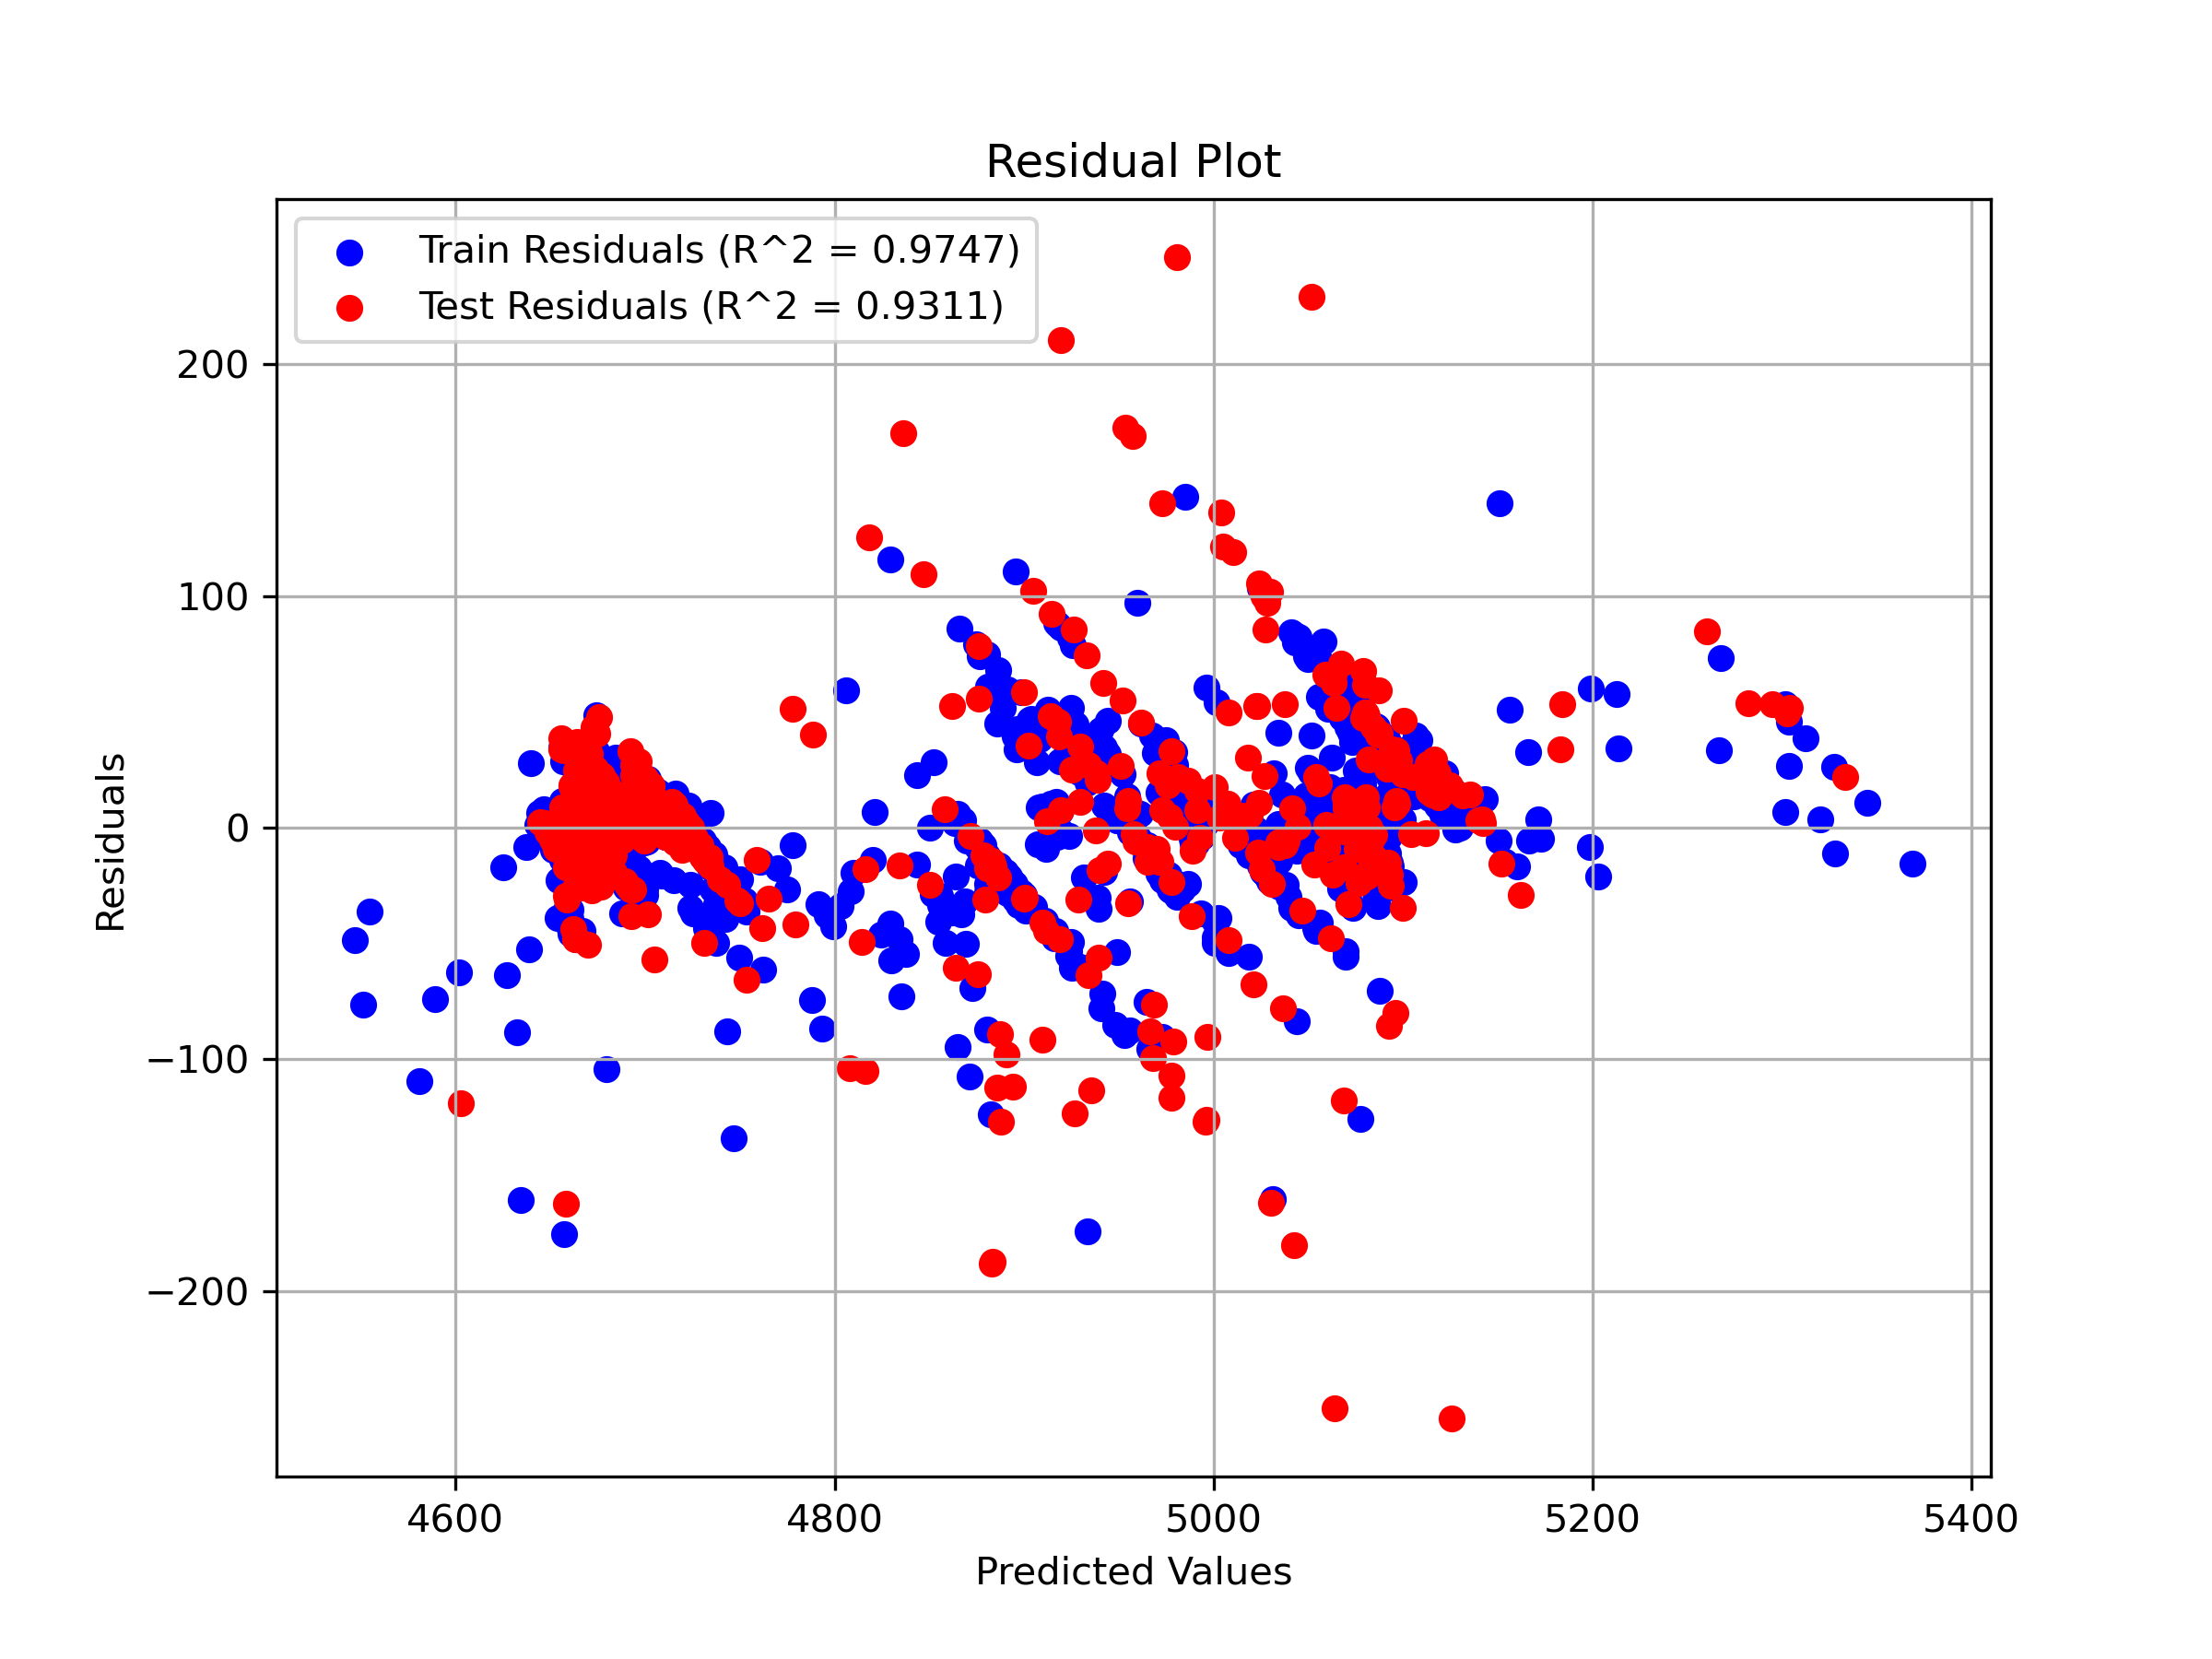 Residual Plot
Train Residuals (R^2 = 0.9747)
Test Residuals (R^2 = 0.9311)
200
100
0
−100
−200
Residuals
4600 4800 5000 5200 5400
Predicted Values